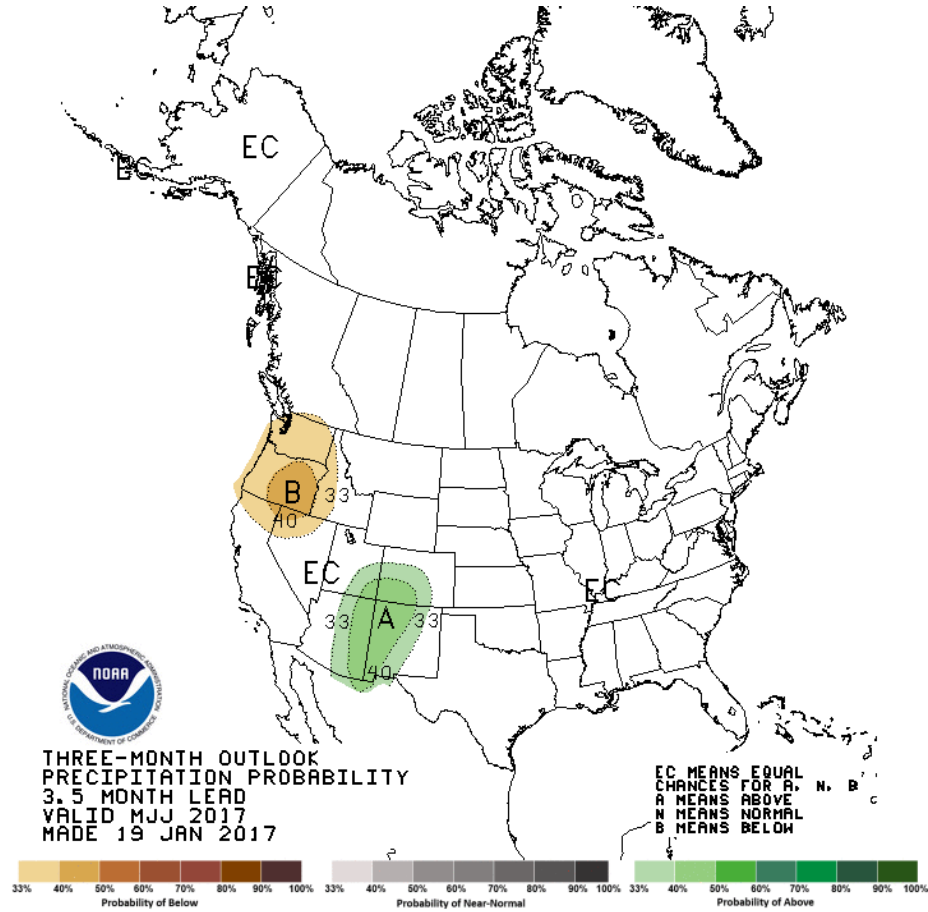 EC
EC
EC
B
33
40
EC
EC
33
A
33
40
NATIONAL OCEANIC AND ATMOSPHERIC ADMINISTRATION
NOAA
U.S. DEPARTMENT OF COMMERCE
THREE-MONTH OUTLOOK
PRECIPITATION PROBABILITY
3.5 MONTH LEAD
VALID MJJ 2017
MADE 19 JAN 2017
EC MEANS EQUAL
CHANCES FOR A, N, B
A MEANS ABOVE
N MEANS NORMAL
B MEANS BELOW
33% 40% 50% 60% 70% 80% 90% 100%
Probability of Below
33% 40% 50% 60% 70% 80% 90% 100%
Probability of Near-Normal
33% 40% 50% 60% 70% 80% 90% 100%
Probability of Above